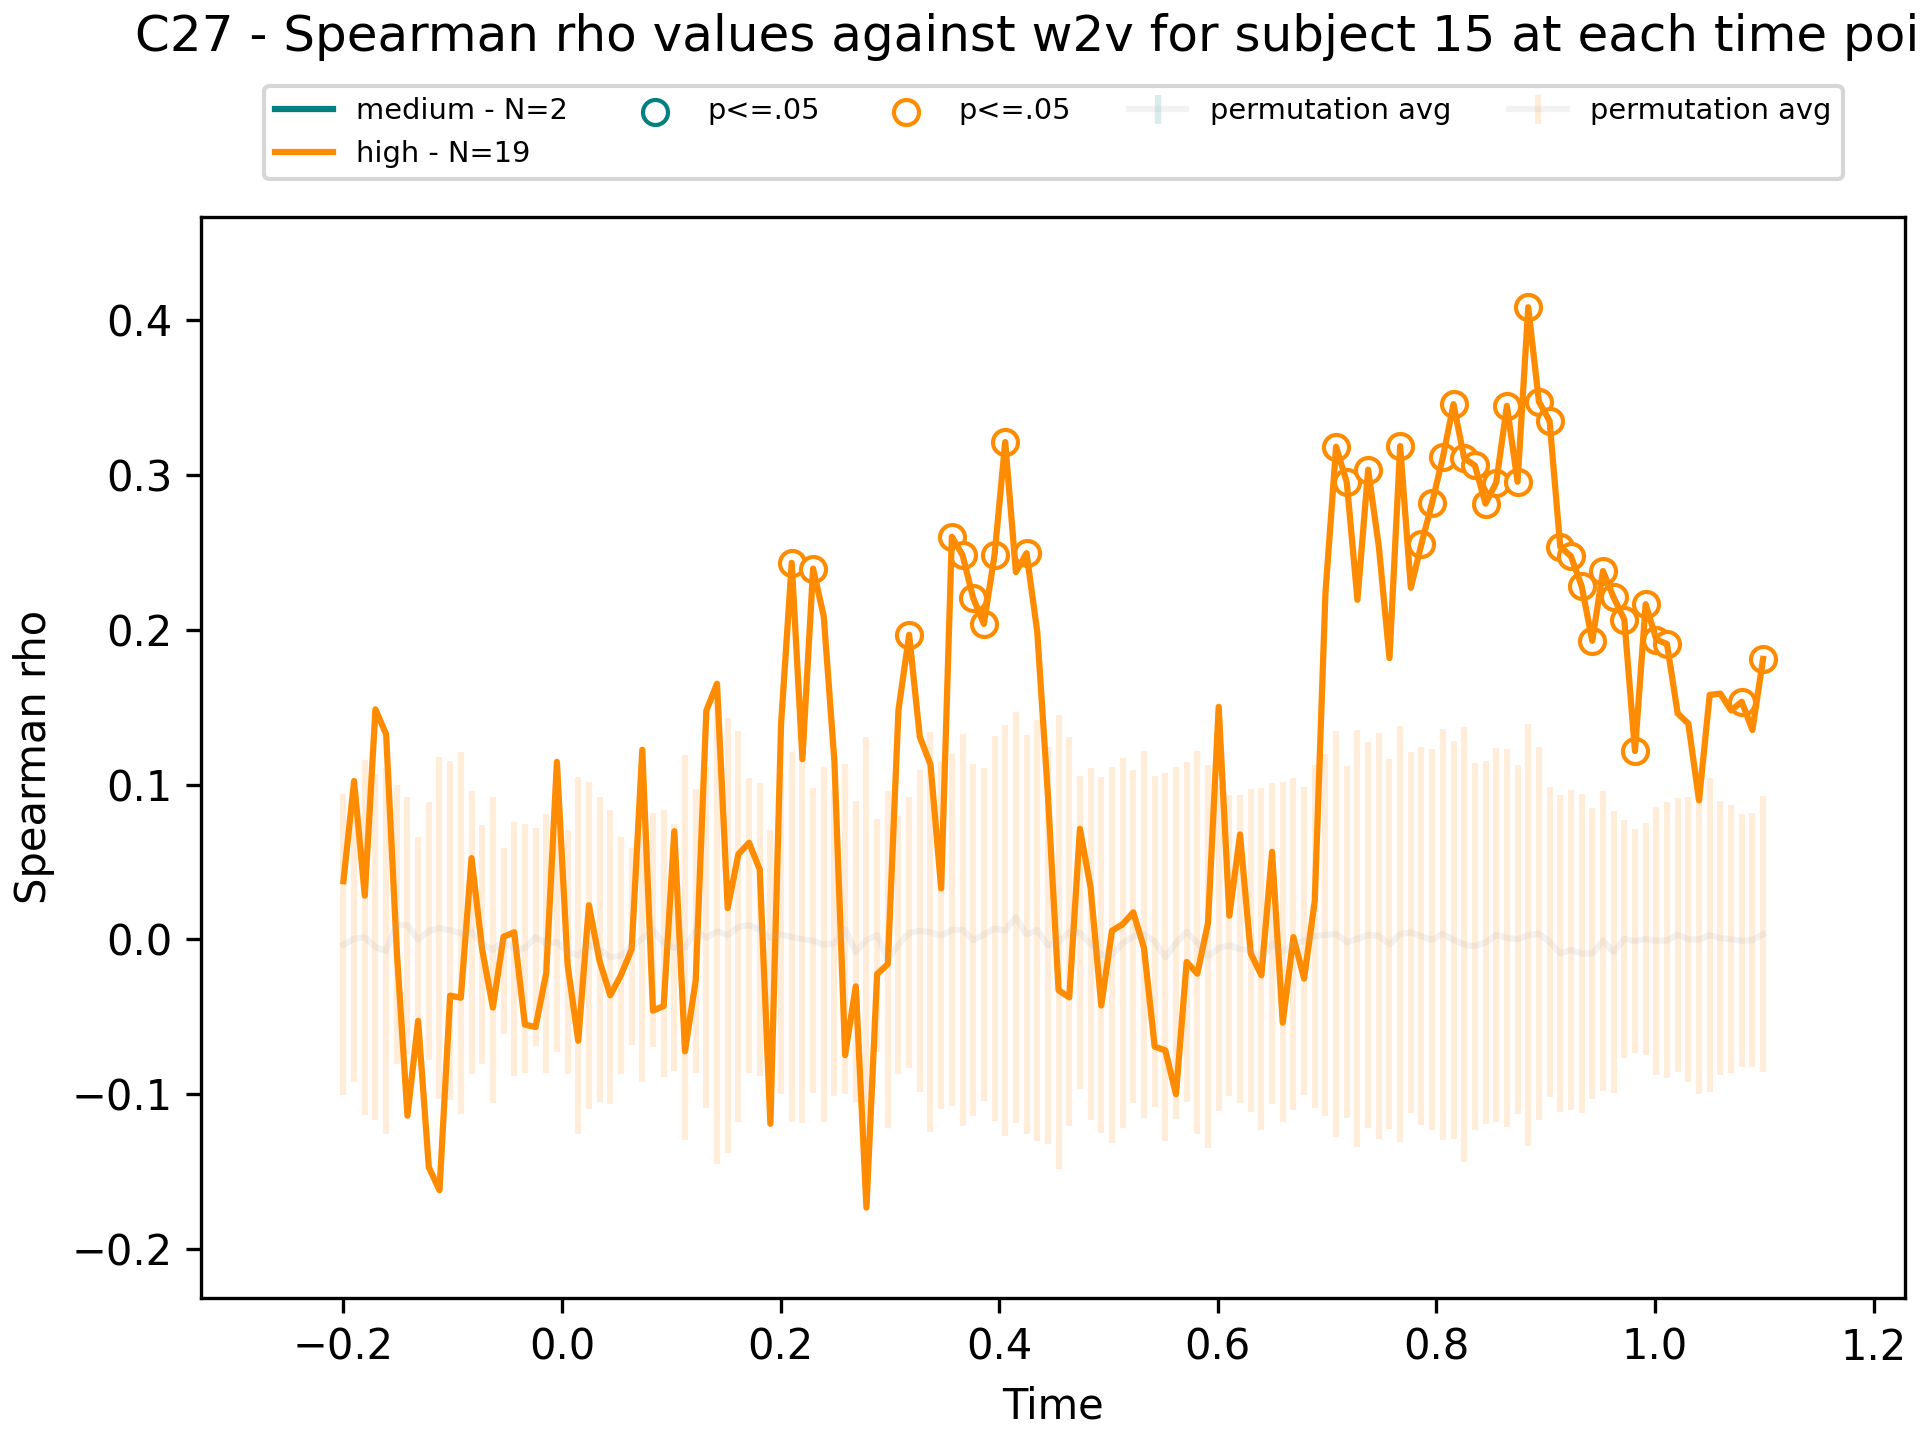 C27 - Spearman rho values against w2v for subject 15 at each time poi
medium - N=2
high - N=19
p<=.05
p<=.05
permutation avg
permutation avg
Spearman rho
0.4
0.3
0.2
0.1
0.0
−0.1
−0.2
−0.2
0.0
0.2
0.4
0.6
0.8
1.0
1.2
Time